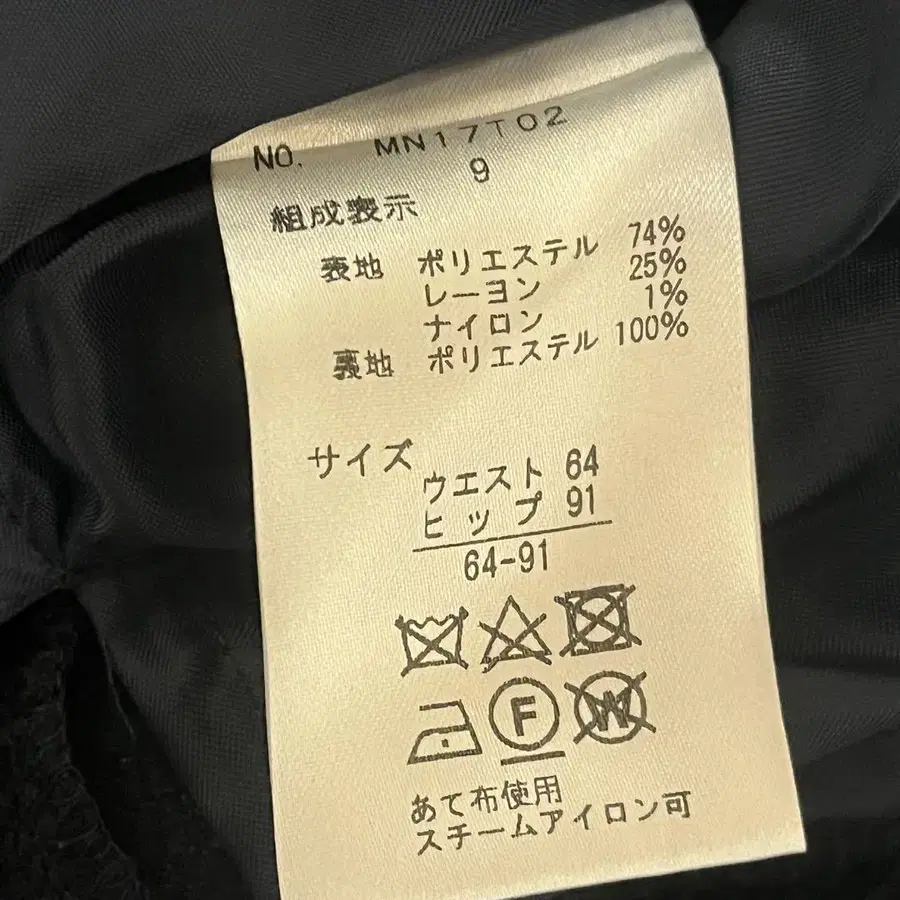 NO. MN17T02
9
組成表示
表地 ポリエステル 74%
レーヨン 25%
ナイロン 1%
裏地 ポリエステル 100%
サイズ
ウエスト 64
ヒップ 91
64-91
F
W
あて布使用
スチームアイロン可